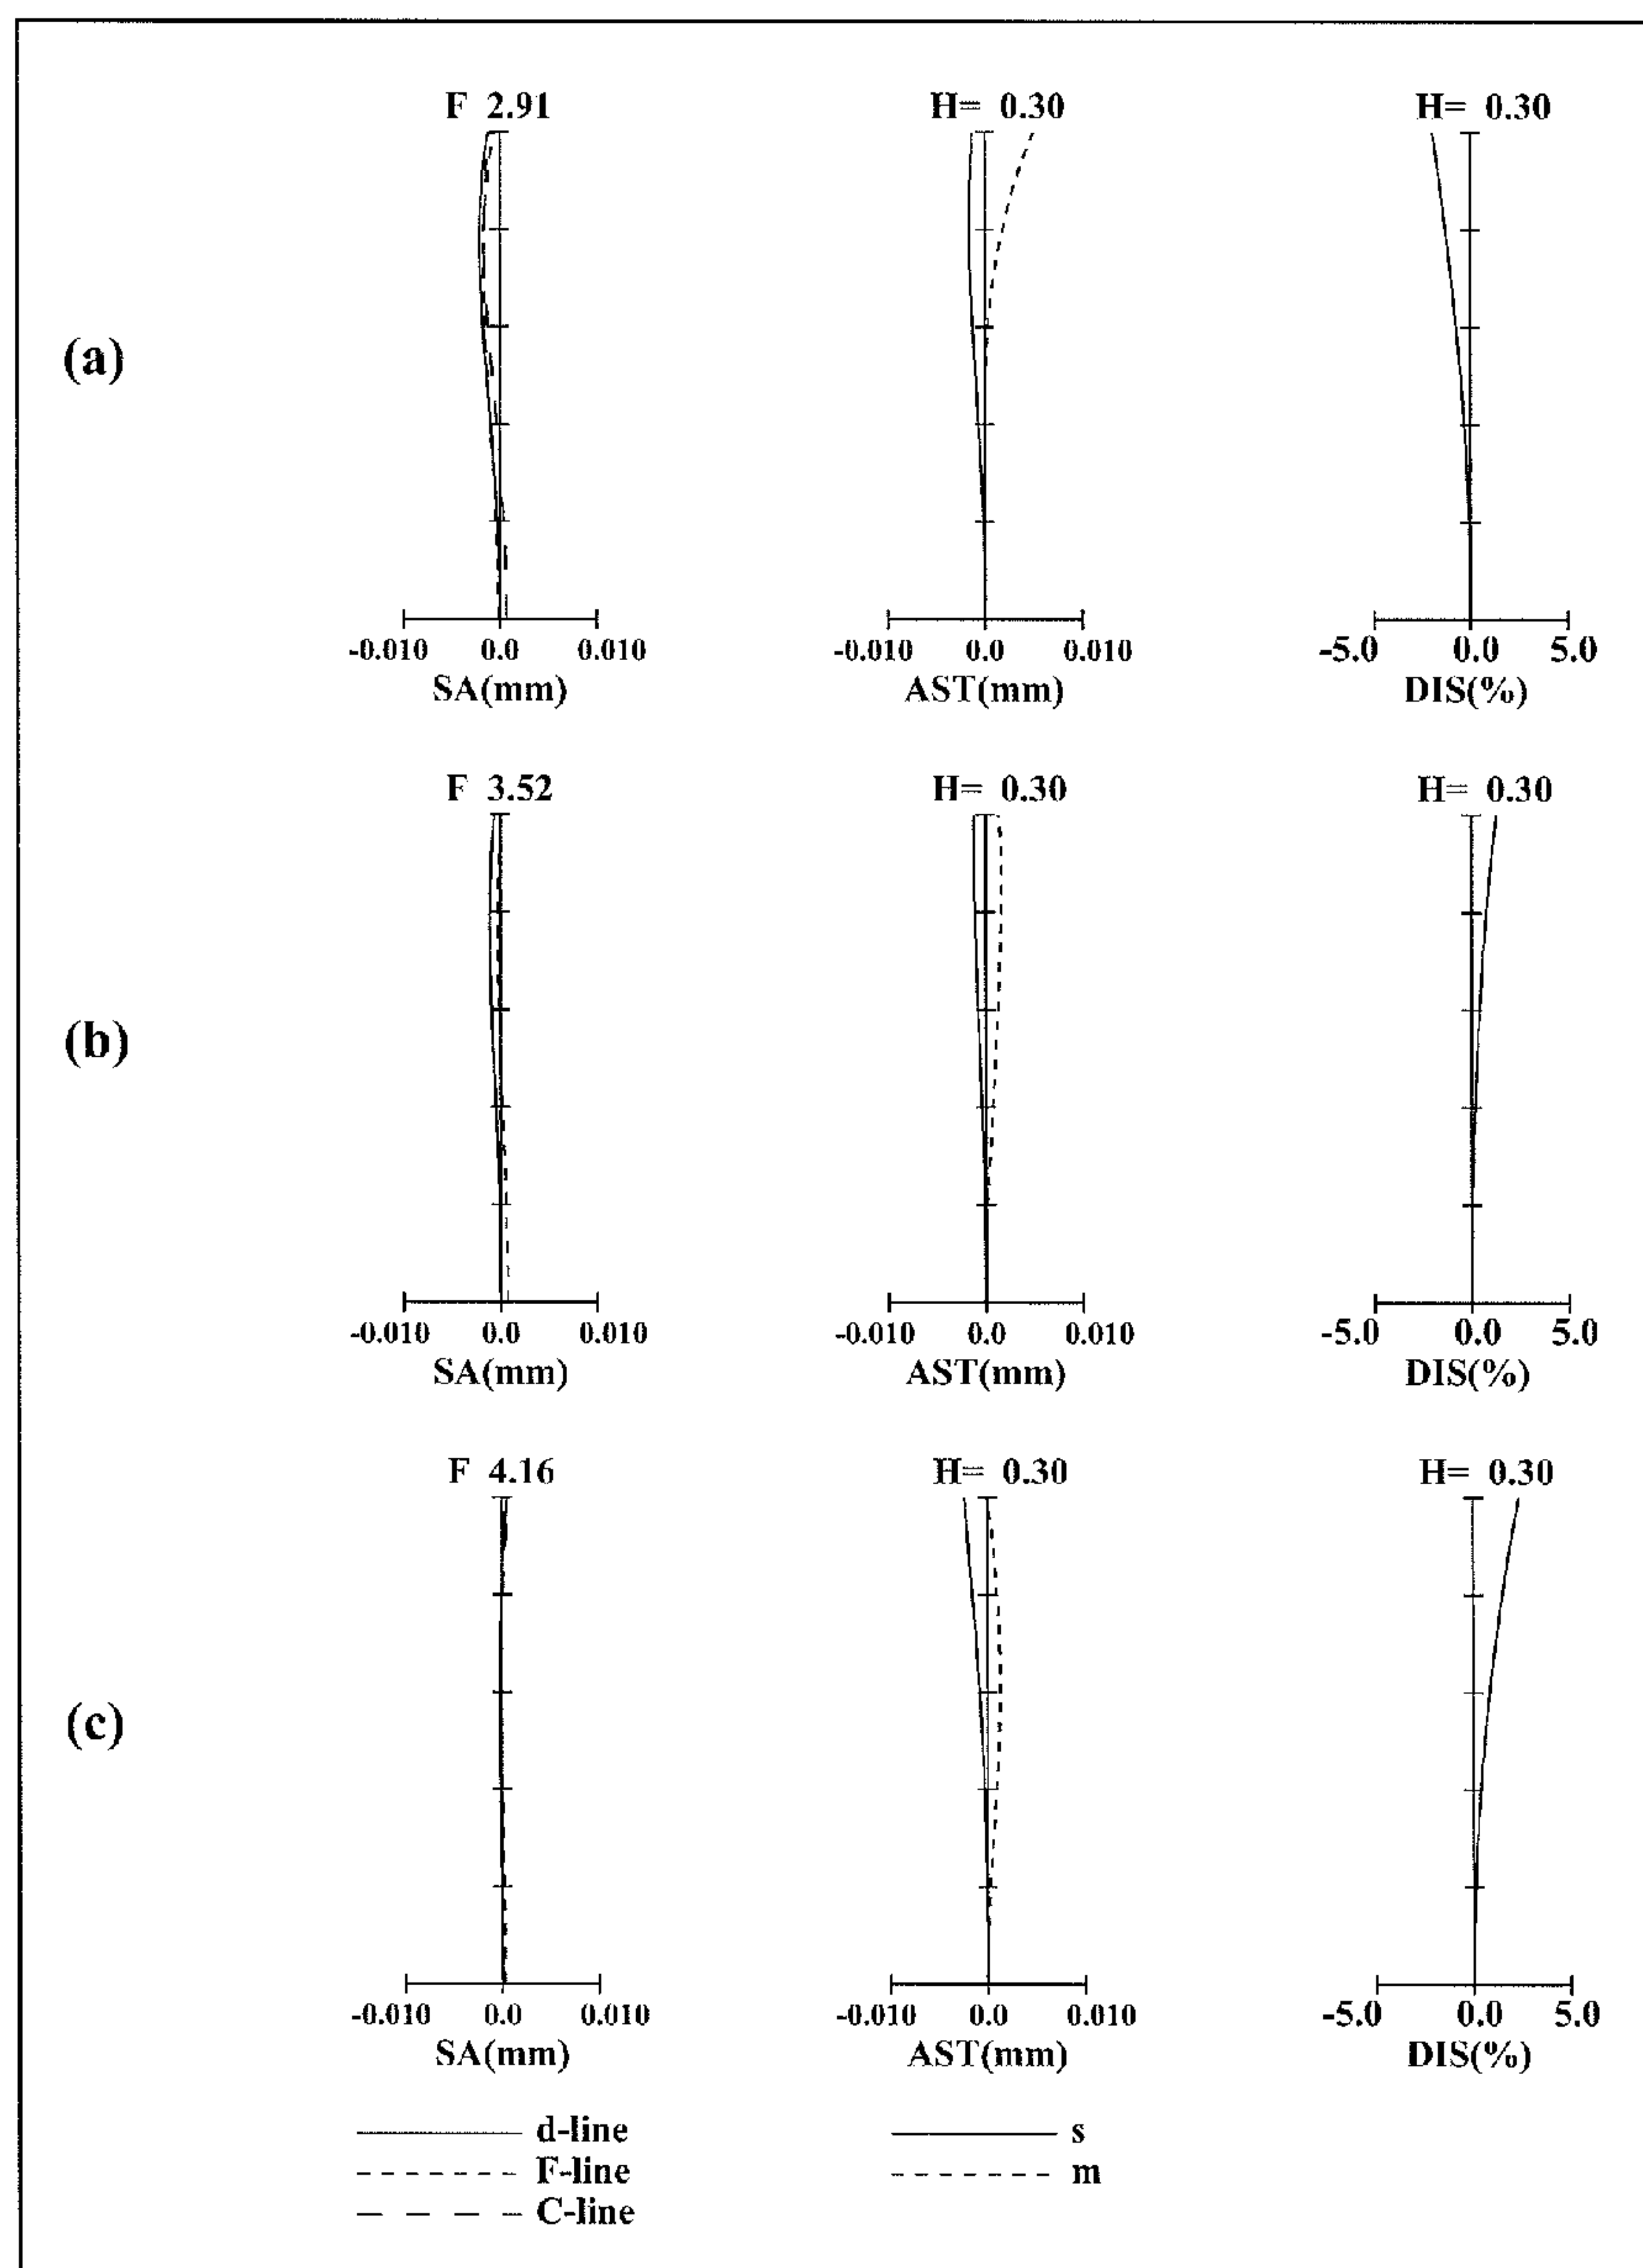 F 2.91 H= 0.30 H= 0.30
(a)
-0.010 0.0 0.010 -0.010 0.0 0.010 -5.0 0.0 5.0
SA(mm) AST(mm) DIS(%)
F 3.52 H= 0.30 H= 0.30
(b)
-0.010 0.0 0.010 -0.010 0.0 0.010 -5.0 0.0 5.0
SA(mm) AST(mm) DIS(%)
F 4.16 H= 0.30 H= 0.30
(c)
-0.010 0.0 0.010 -0.010 0.0 0.010 -5.0 0.0 5.0
SA(mm) AST(mm) DIS(%)
d-line s
F-line m
C-line